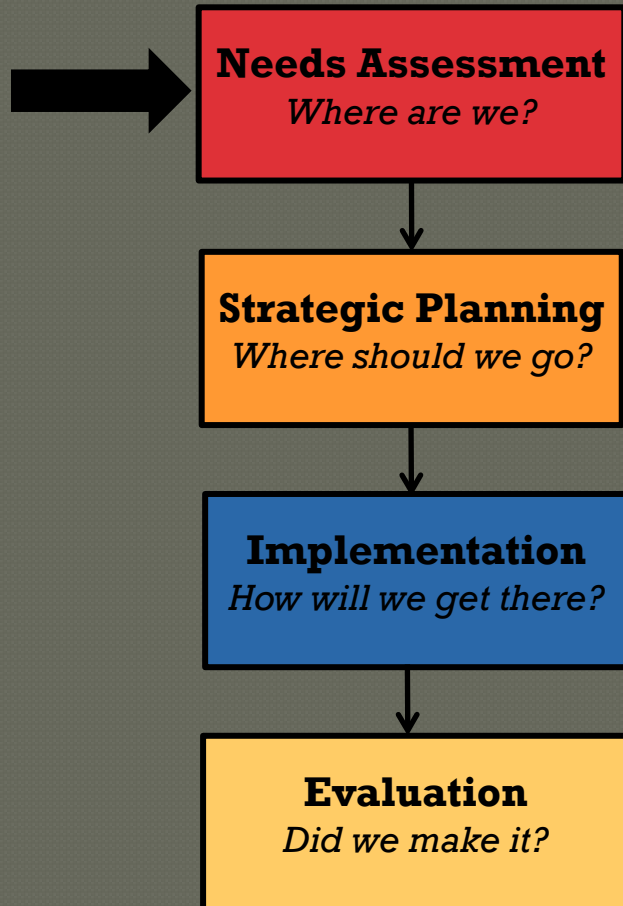 Needs Assessment
Where are we?
Strategic Planning
Where should we go?
Implementation
How will we get there?
Evaluation
Did we make it?